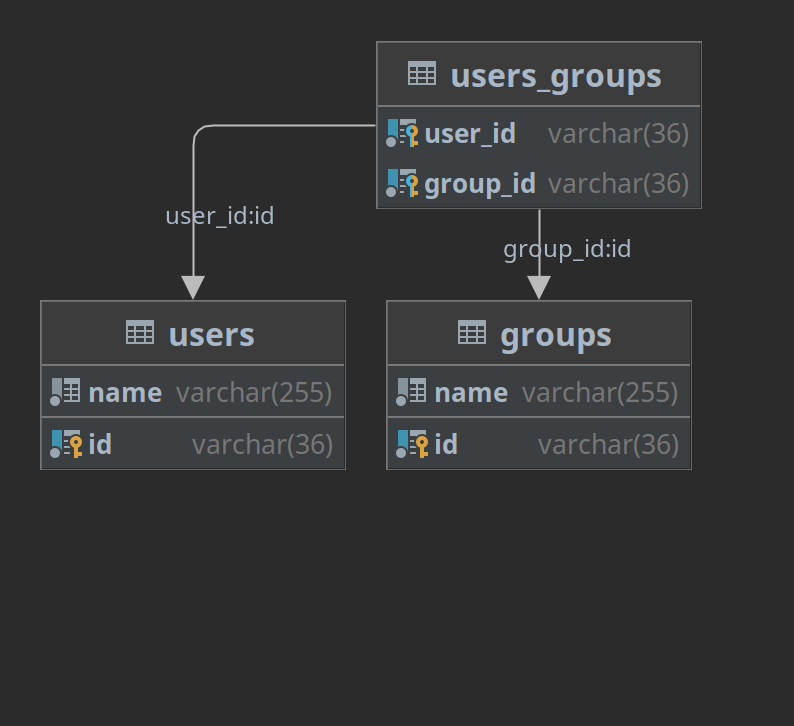 users_groups
user_id varchar(36)
group_id varchar(36)
user_id:id
group_id:id
users
name varchar(255)
id varchar(36)
groups
name varchar(255)
id varchar(36)